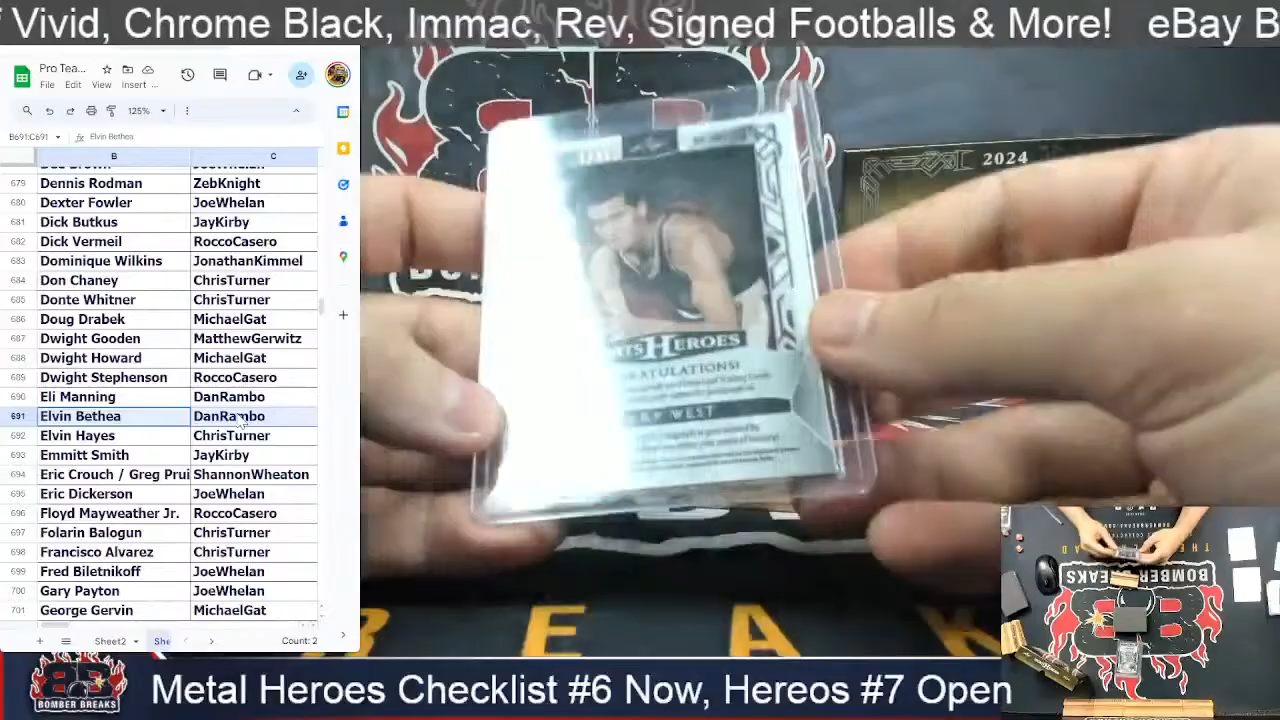 f Vivid, Chrome Black, Immac, Rev, Signed Footballs & More! eBay B
Pro Tea...
File Edit View Insert ...
125%
B691:C691 fx Elvin Bethea
B C
679 Dennis Rodman ZebKnight
680 Dexter Fowler JoeWhelan
681 Dick Butkus JayKirby
682 Dick Vermeil RoccoCasero
683 Dominique Wilkins JonathanKimmel
684 Don Chaney ChrisTurner
685 Donte Whitner ChrisTurner
686 Doug Drabek MichaelGat
687 Dwight Gooden MatthewGerwitz
688 Dwight Howard MichaelGat
689 Dwight Stephenson RoccoCasero
690 Eli Manning DanRambo
691 Elvin Bethea DanRambo
692 Elvin Hayes ChrisTurner
693 Emmitt Smith JayKirby
694 Eric Crouch / Greg Prui ShannonWheaton
695 Eric Dickerson JoeWhelan
696 Floyd Mayweather Jr. RoccoCasero
697 Folarin Balogun ChrisTurner
698 Francisco Alvarez ChrisTurner
699 Fred Biletnikoff JoeWhelan
700 Gary Payton JoeWhelan
701 George Gervin MichaelGat
Sheet2 She Count: 2
2024
HEROES
WEST
B E A K
BOMBER BREAKS
BOMBER BREAKS
Metal Heroes Checklist #6 Now, Hereos #7 Open